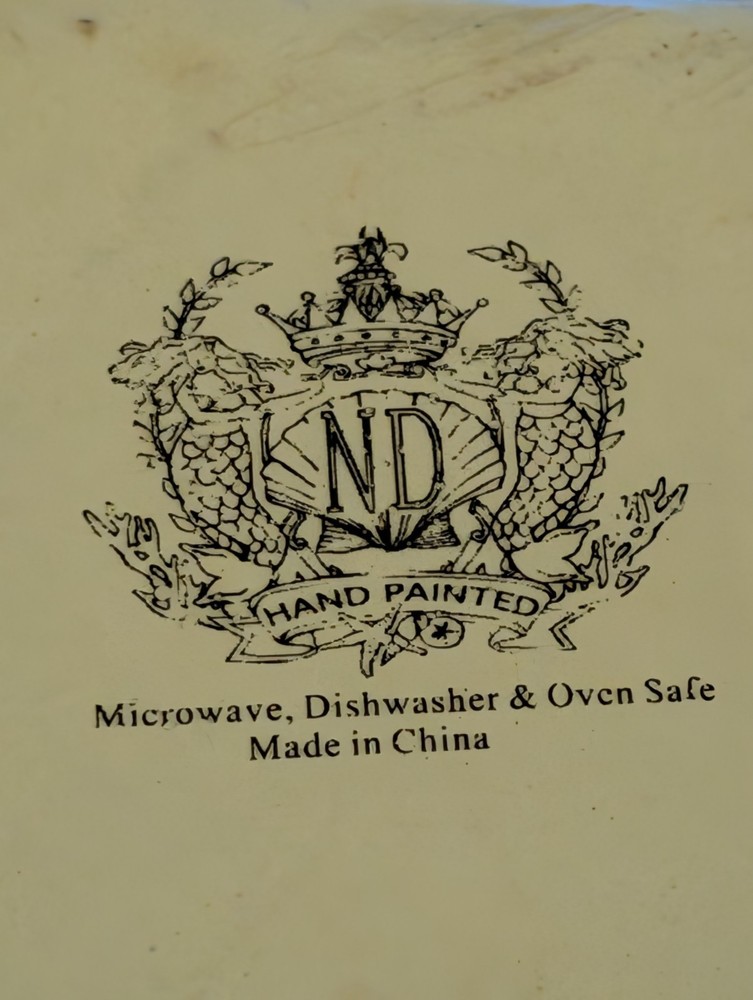 ND
HAND PAINTED
Microwave, Dishwasher & Oven Safe
Made in China